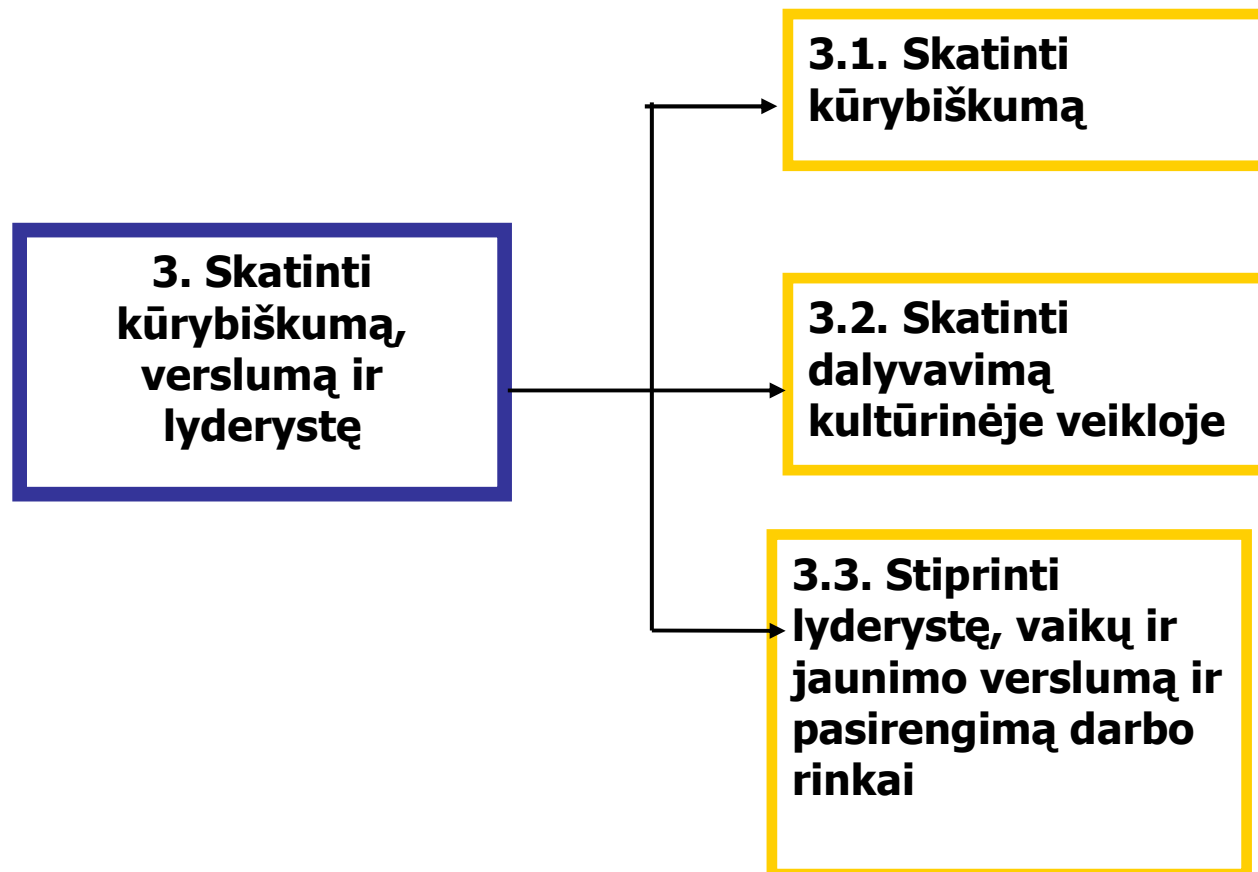 3. Skatinti
kūrybiškumą,
verslumą ir
lyderystę
3.1. Skatinti
kūrybiškumą
3.2. Skatinti
dalyvavimą
kultūrinėje veikloje
3.3. Stiprinti
lyderystę, vaikų ir
jaunimo verslumą ir
pasirengimą darbo
rinkai